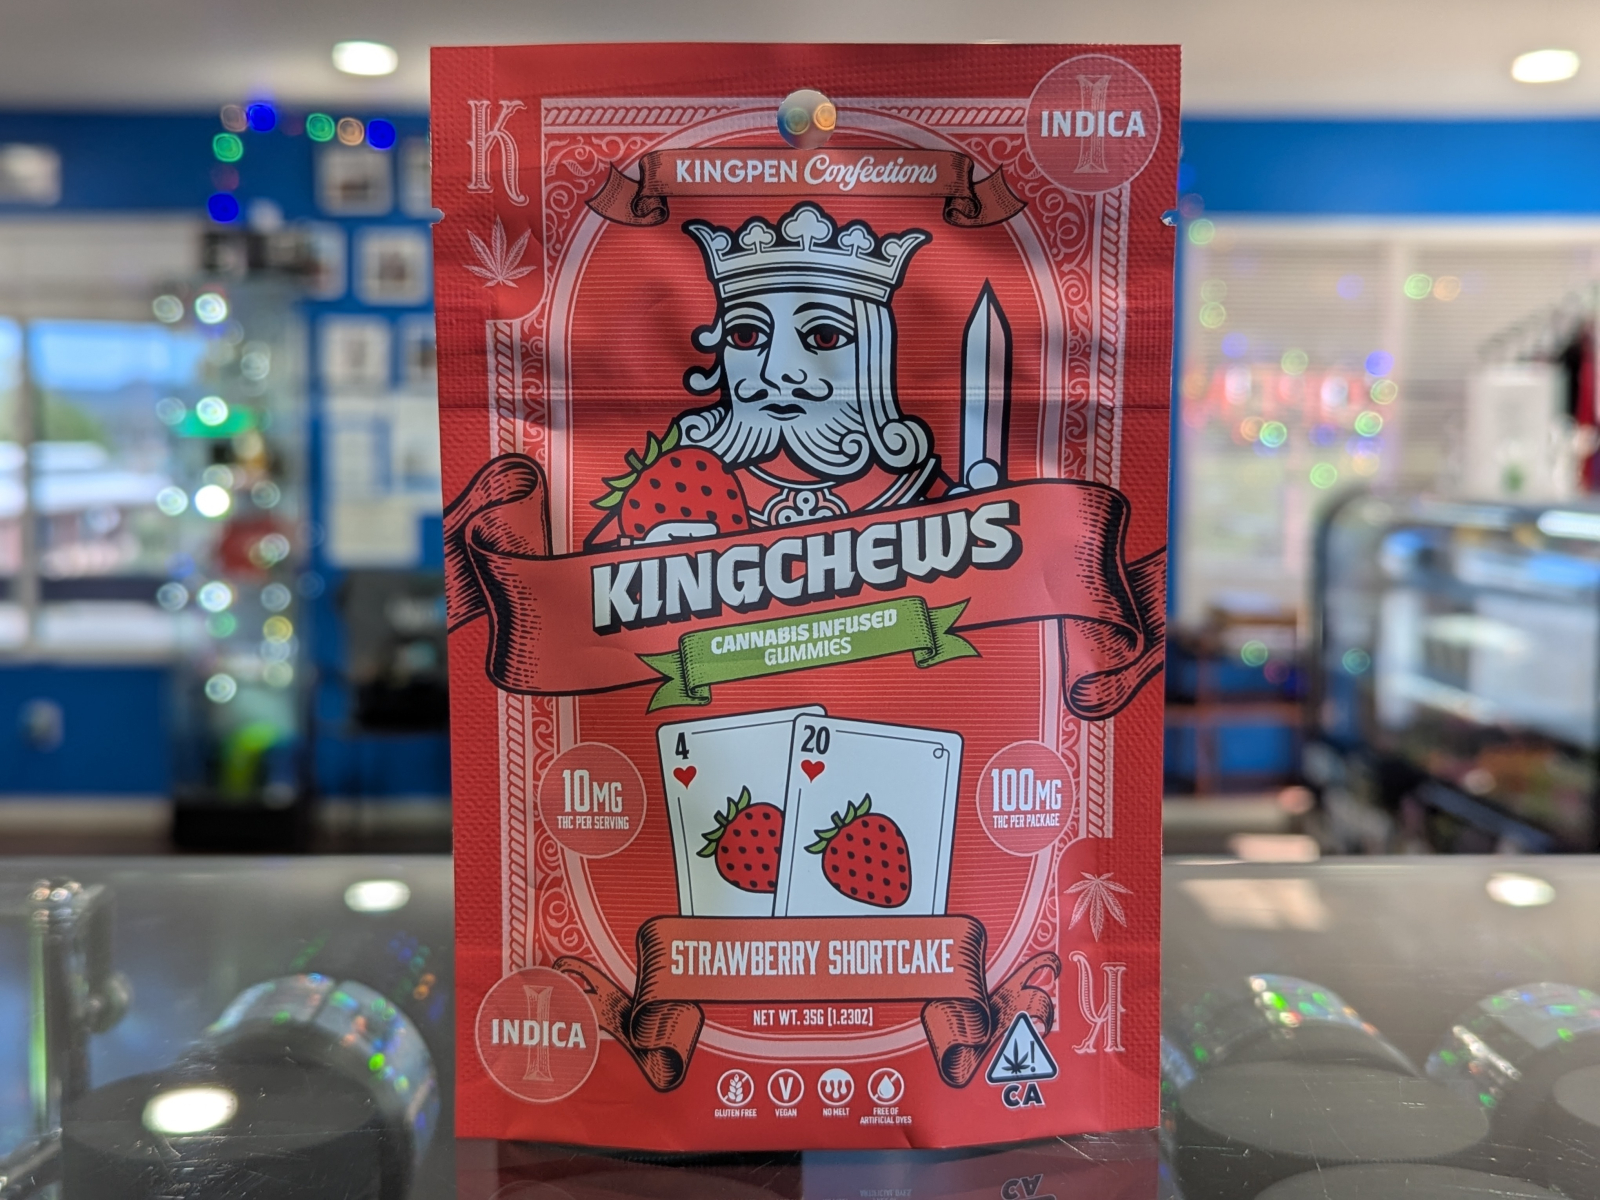 K
INDICA
KINGPEN Confections
KINGCHEWS
CANNABIS INFUSED
GUMMIES
4
20
10MG
THC PER SERVING
100MG
THC PER PACKAGE
STRAWBERRY SHORTCAKE
NET WT. 35G [1.23OZ]
INDICA
K
GLUTEN FREE
V
VEGAN
NO MELT
FREE OF
ARTIFICIAL DYES
!
CA